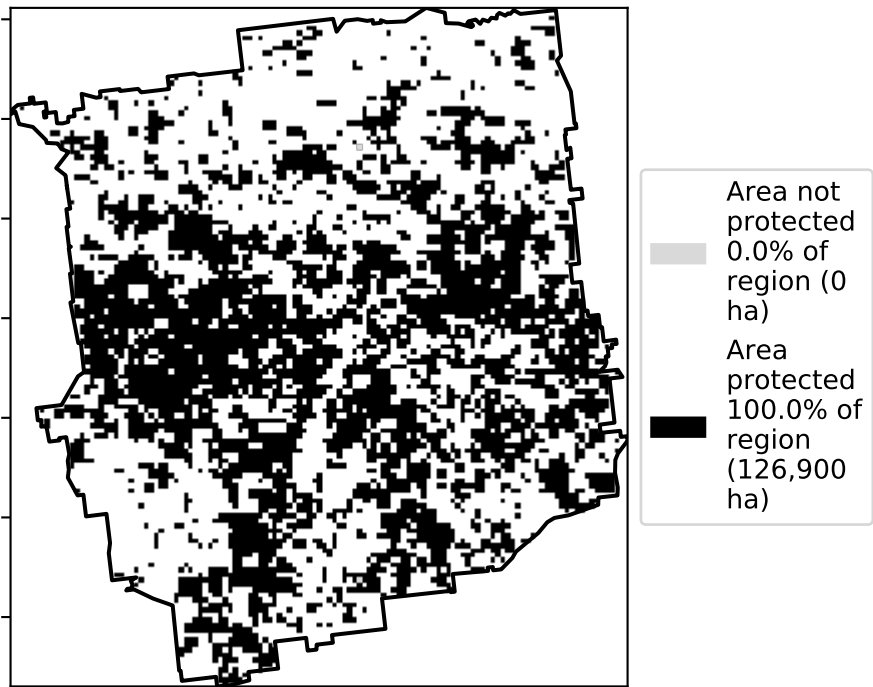 Area not
protected
0.0% of
region (0
ha)
Area
protected
100.0% of
region
(126,900
ha)